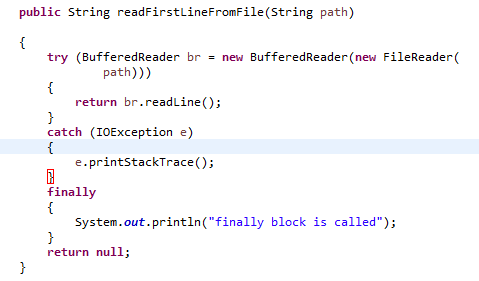 public String readFirstLineFromFile(String path)
{
try (BufferedReader br = new BufferedReader(new FileReader(
path)))
{
return br.readLine();
}
catch (IOException e)
{
e.printStackTrace();
}
finally
{
System.out.println("finally block is called");
}
return null;
}